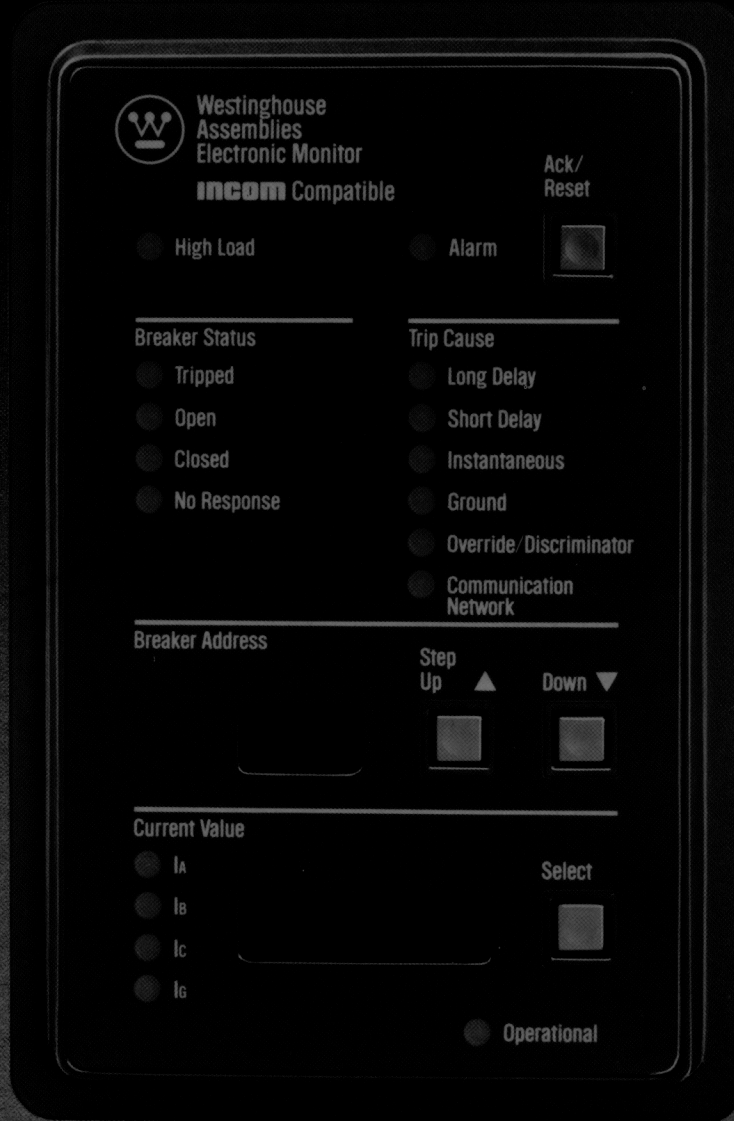 Westinghouse
Assemblies
Electronic Monitor
INCOM Compatible
Ack/
Reset
High Load
Alarm
Breaker Status
Tripped
Open
Closed
No Response
Trip Cause
Long Delay
Short Delay
Instantaneous
Ground
Override/Discriminator
Communication
Network
Breaker Address
Step
Up ▲
Down ▼
Current Value
IA
IB
IC
IG
Select
Operational